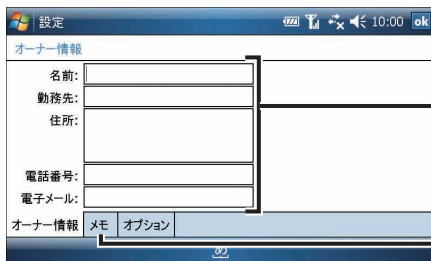 設定 10:00 ok
オーナー情報
名前:
勤務先:
住所:
電話番号:
電子メール:
オーナー情報 メモ オプション
あ